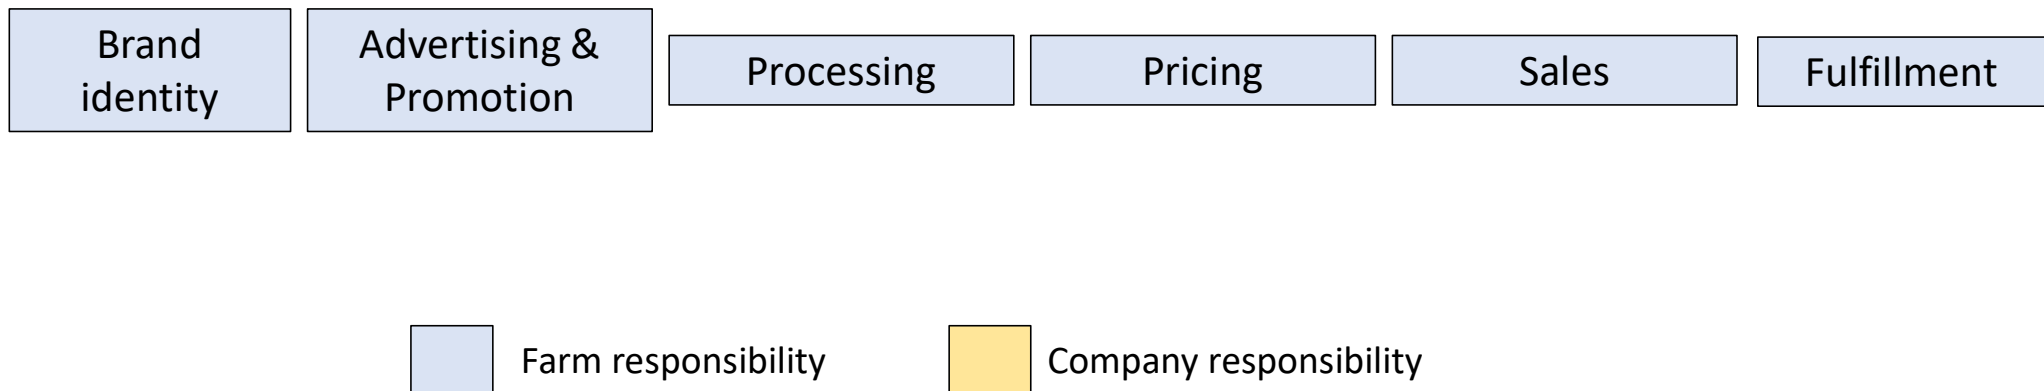 Brand
identity
Advertising &
Promotion
Processing
Pricing
Sales
Fulfillment
Farm responsibility
Company responsibility